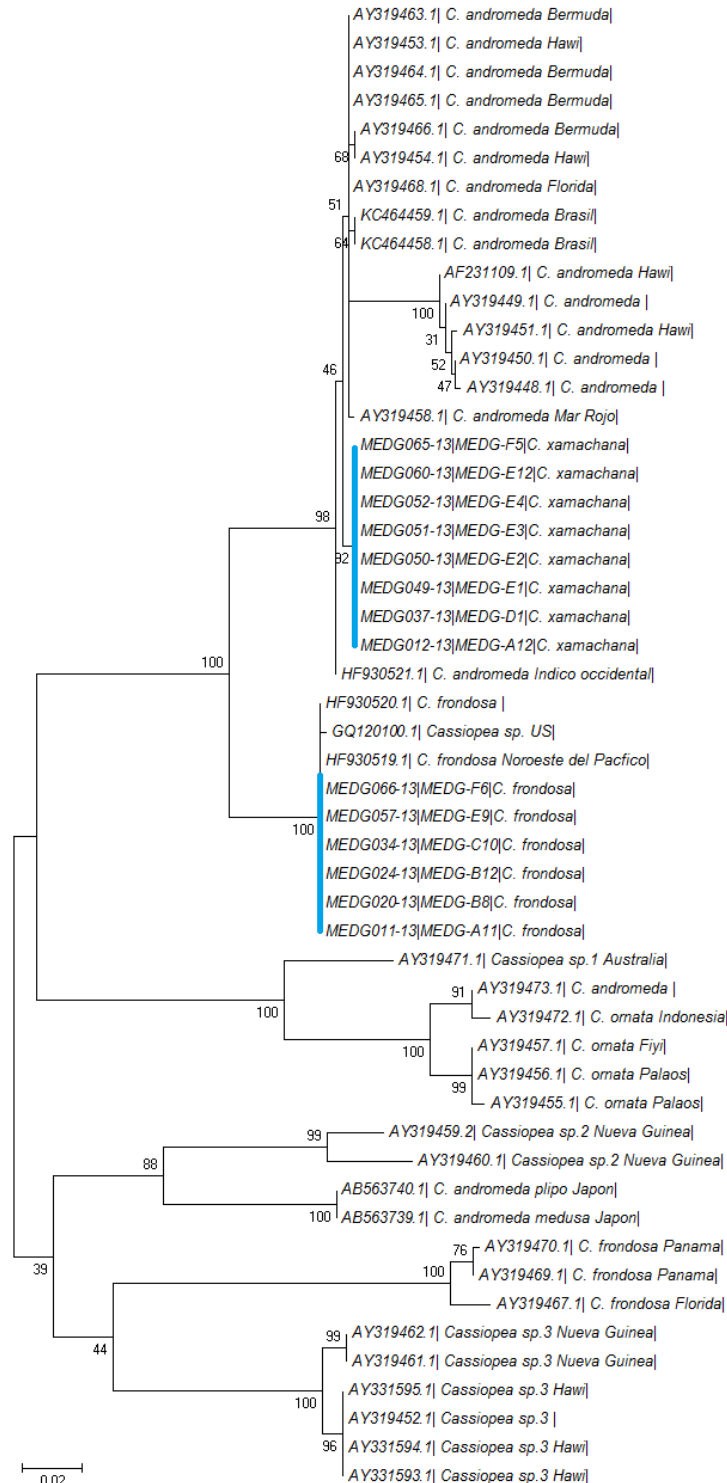 AY319463.1| C. andromeda Bermuda|
AY319453.1| C. andromeda Hawi|
AY319464.1| C. andromeda Bermuda|
AY319465.1| C. andromeda Bermuda|
AY319466.1| C. andromeda Bermuda|
68
AY319454.1| C. andromeda Hawi|
AY319468.1| C. andromeda Florida|
51
KC464459.1| C. andromeda Brasil|
64
KC464458.1| C. andromeda Brasil|
AF231109.1| C. andromeda Hawi|
AY319449.1| C. andromeda |
100
AY319451.1| C. andromeda Hawi|
31
AY319450.1| C. andromeda |
52
46
AY319448.1| C. andromeda |
47
AY319458.1| C. andromeda Mar Rojo|
MEDG065-13|MEDG-F5|C. xamachana|
MEDG060-13|MEDG-E12|C. xamachana|
MEDG052-13|MEDG-E4|C. xamachana|
98
MEDG051-13|MEDG-E3|C. xamachana|
92
MEDG050-13|MEDG-E2|C. xamachana|
MEDG049-13|MEDG-E1|C. xamachana|
MEDG037-13|MEDG-D1|C. xamachana|
MEDG012-13|MEDG-A12|C. xamachana|
100
HF930521.1| C. andromeda Indico occidental|
HF930520.1| C. frondosa |
GQ120100.1| Cassiopea sp. US|
HF930519.1| C. frondosa Noroeste del Pacfico|
MEDG066-13|MEDG-F6|C. frondosa|
MEDG057-13|MEDG-E9|C. frondosa|
100
MEDG034-13|MEDG-C10|C. frondosa|
MEDG024-13|MEDG-B12|C. frondosa|
MEDG020-13|MEDG-B8|C. frondosa|
MEDG011-13|MEDG-A11|C. frondosa|
AY319471.1| Cassiopea sp.1 Australia|
91
AY319473.1| C. andromeda |
100
AY319472.1| C. ornata Indonesia|
100
AY319457.1| C. ornata Fiyi|
AY319456.1| C. ornata Palaos|
99
AY319455.1| C. ornata Palaos|
99
AY319459.2| Cassiopea sp.2 Nueva Guinea|
88
AY319460.1| Cassiopea sp.2 Nueva Guinea|
AB563740.1| C. andromeda plipo Japon|
100
AB563739.1| C. andromeda medusa Japon|
76
AY319470.1| C. frondosa Panama|
39
100
AY319469.1| C. frondosa Panama|
AY319467.1| C. frondosa Florida|
99
AY319462.1| Cassiopea sp.3 Nueva Guinea|
44
AY319461.1| Cassiopea sp.3 Nueva Guinea|
100
AY331595.1| Cassiopea sp.3 Hawi|
AY319452.1| Cassiopea sp.3 |
96
AY331594.1| Cassiopea sp.3 Hawi|
AY331593.1| Cassiopea sp.3 Hawi|
0.02